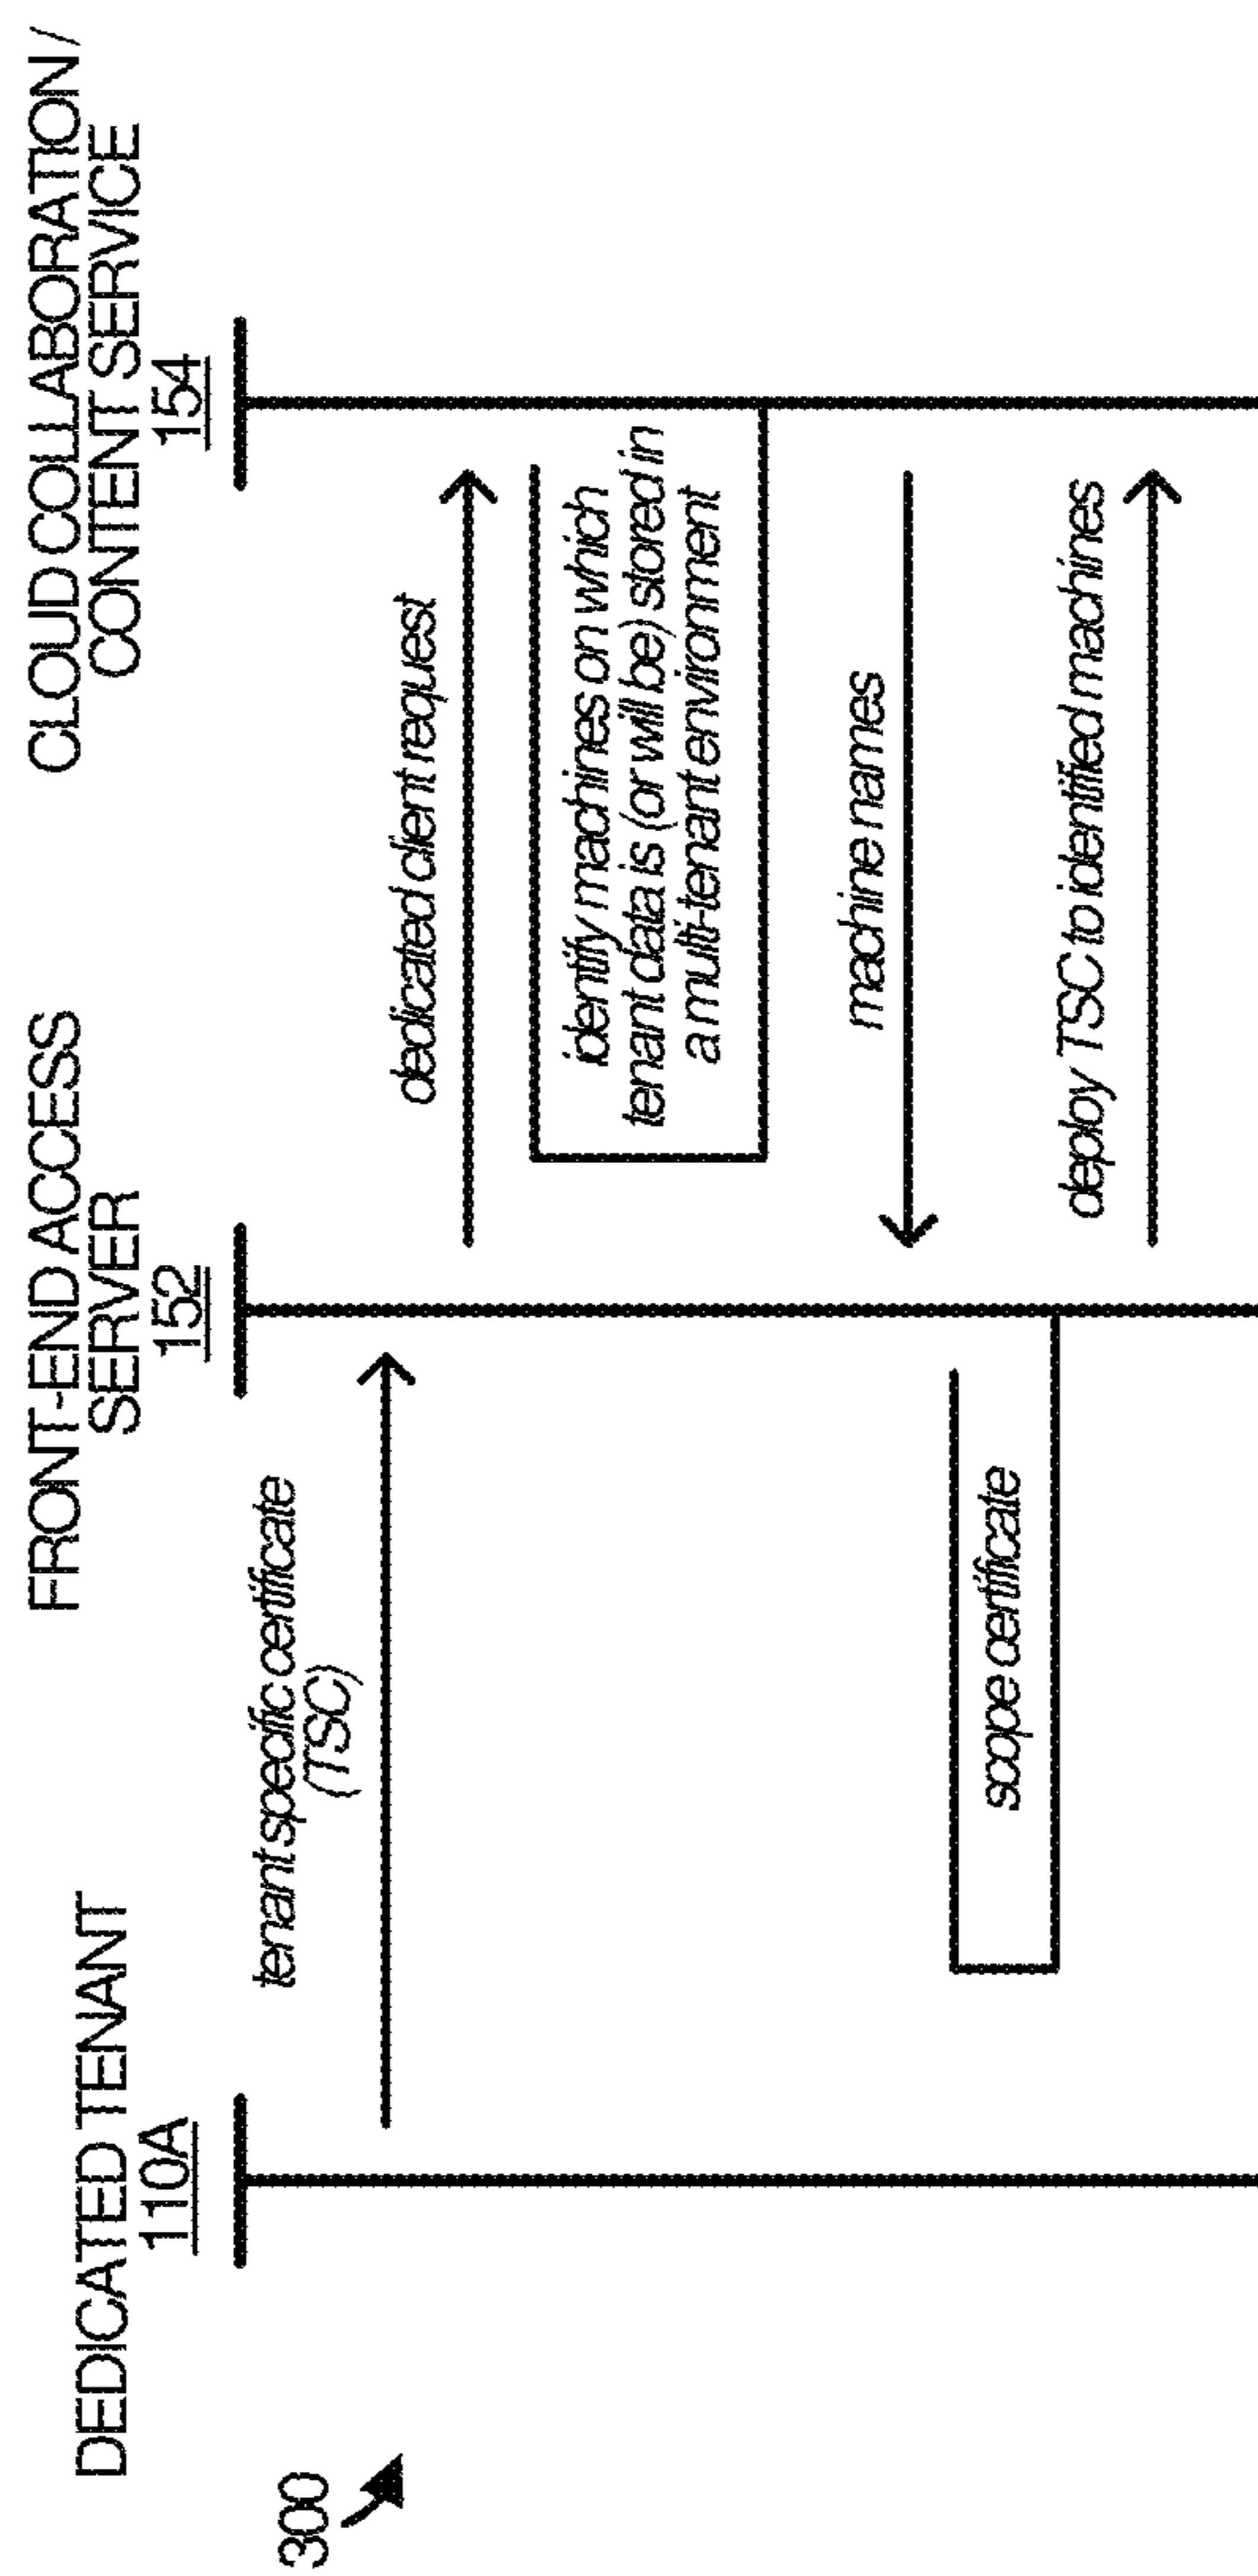 300
DEDICATED TENANT
110A
FRONT-END ACCESS
SERVER
152
CLOUD COLLABORATION /
CONTENT SERVICE
154
tenant specific certificate
(TSC)
dedicated client request
identify machines on which
tenant data is (or will be) stored in
a multi-tenant environment
machine names
scope certificate
deploy TSC to identified machines